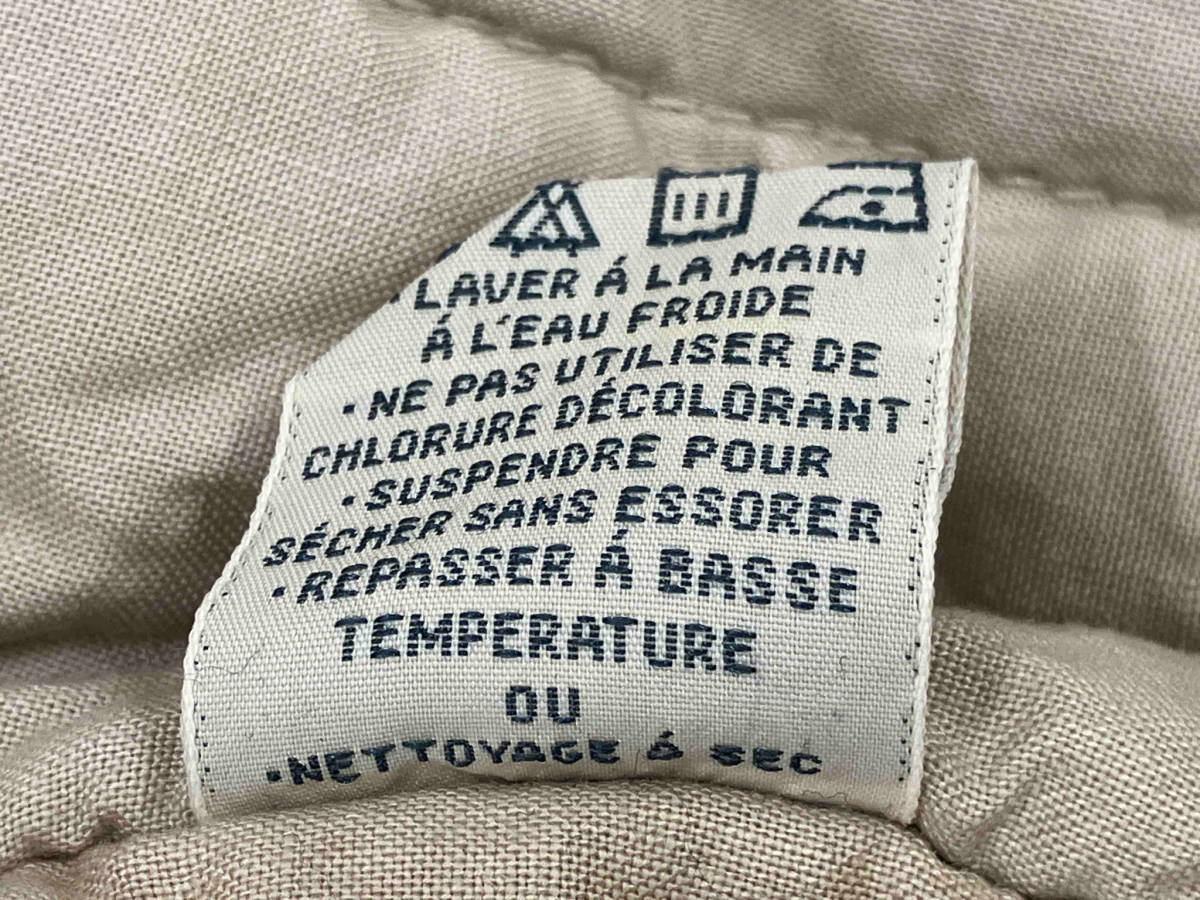 ·LAVER Á LA MAIN
Á L'EAU FROIDE
·NE PAS UTILISER DE
CHLORURE DÉCOLORANT
·SUSPENDRE POUR
SÉCHER SANS ESSORER
·REPASSER Á BASSE
TEMPERATURE
OU
·NETTOYAGE Á SEC